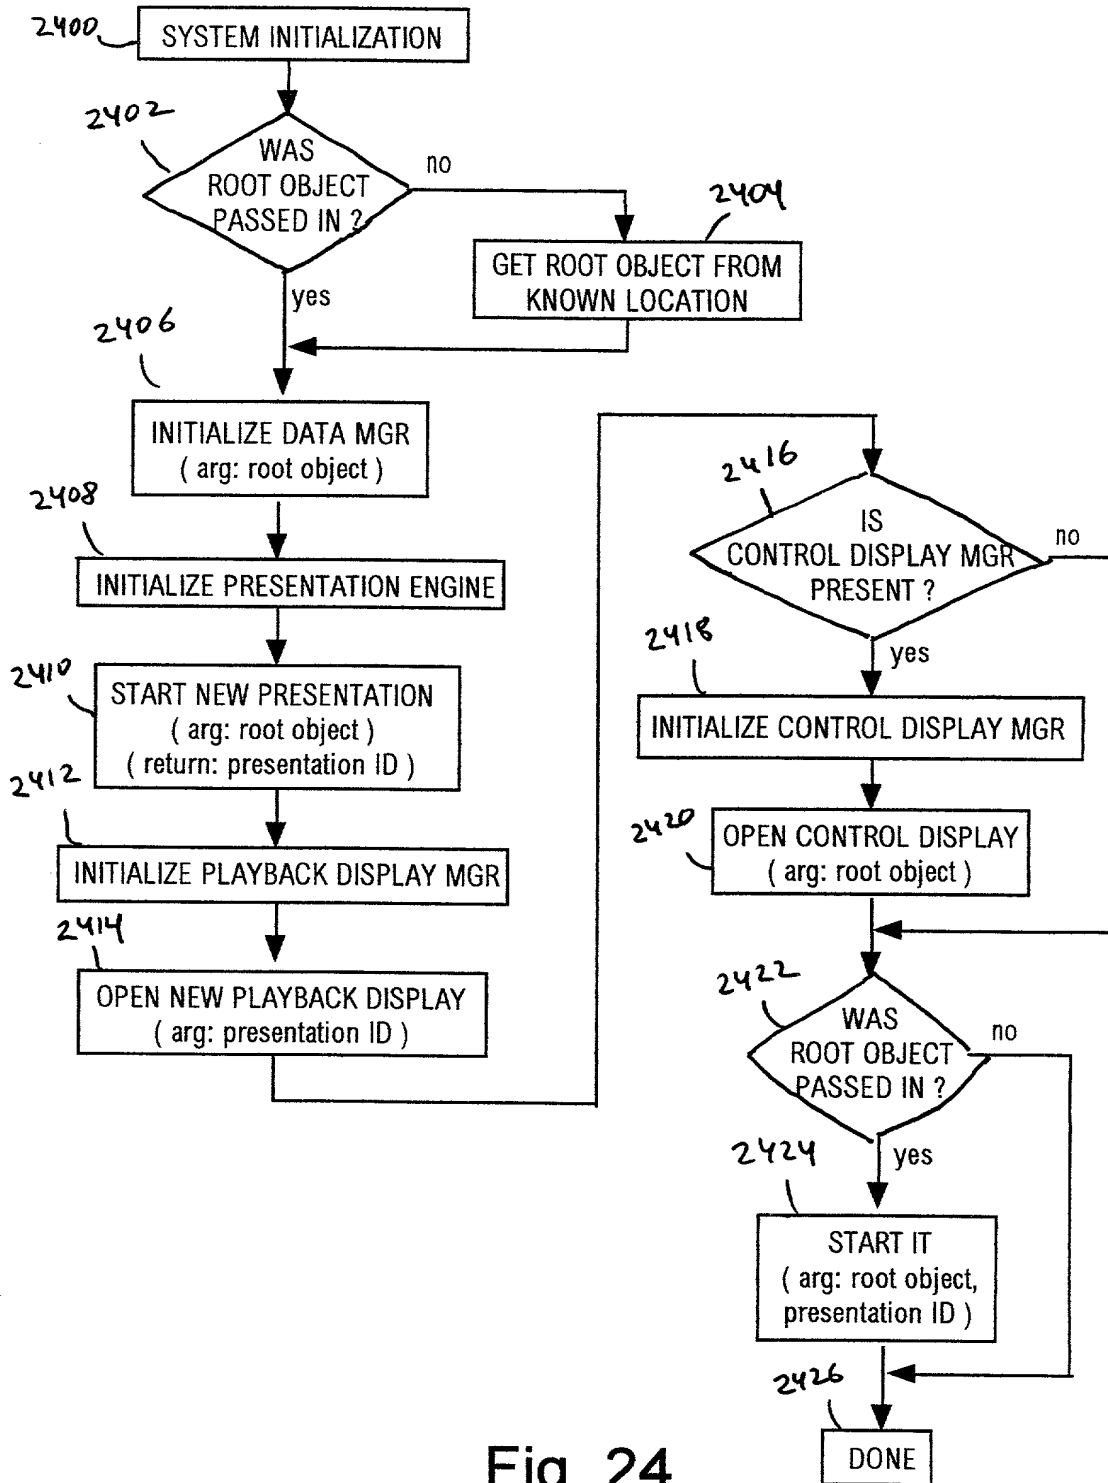 2400
SYSTEM INITIALIZATION
2402
WAS
ROOT OBJECT
PASSED IN ?
no
2404
GET ROOT OBJECT FROM
KNOWN LOCATION
yes
2406
INITIALIZE DATA MGR
( arg: root object )
2408
INITIALIZE PRESENTATION ENGINE
2410
START NEW PRESENTATION
( arg: root object )
( return: presentation ID )
2412
INITIALIZE PLAYBACK DISPLAY MGR
2414
OPEN NEW PLAYBACK DISPLAY
( arg: presentation ID )
2416
IS
CONTROL DISPLAY MGR
PRESENT ?
no
yes
2418
INITIALIZE CONTROL DISPLAY MGR
2420
OPEN CONTROL DISPLAY
( arg: root object )
2422
WAS
ROOT OBJECT
PASSED IN ?
no
yes
2424
START IT
( arg: root object,
presentation ID )
2426
DONE
Fig. 24